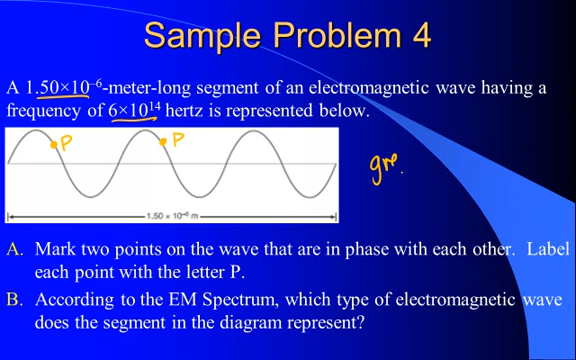 Sample Problem 4
A 1.50×10⁻⁶-meter-long segment of an electromagnetic wave having a
frequency of 6×10¹⁴ hertz is represented below.
P P
gre.
1.50 × 10⁻⁶ m
A. Mark two points on the wave that are in phase with each other. Label
each point with the letter P.
B. According to the EM Spectrum, which type of electromagnetic wave
does the segment in the diagram represent?